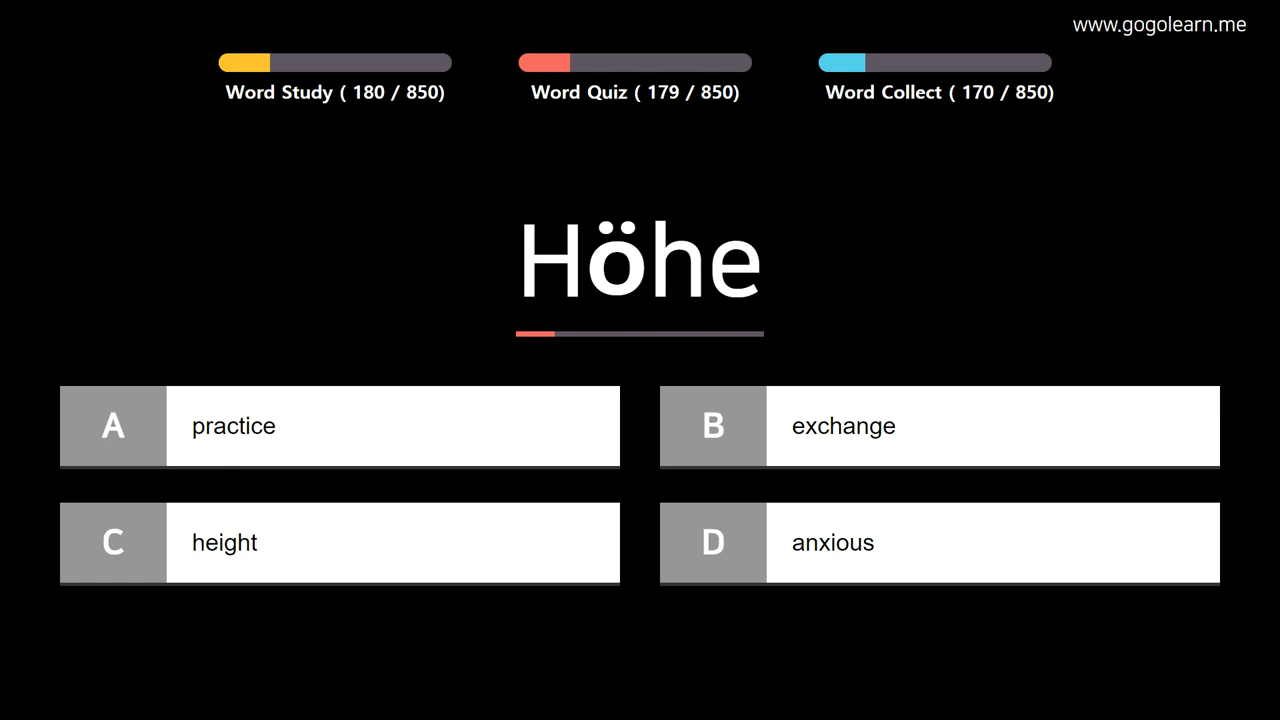 www.gogolearn.me
Word Study ( 180 / 850)
Word Quiz ( 179 / 850)
Word Collect ( 170 / 850)
Höhe
A practice
B exchange
C height
D anxious